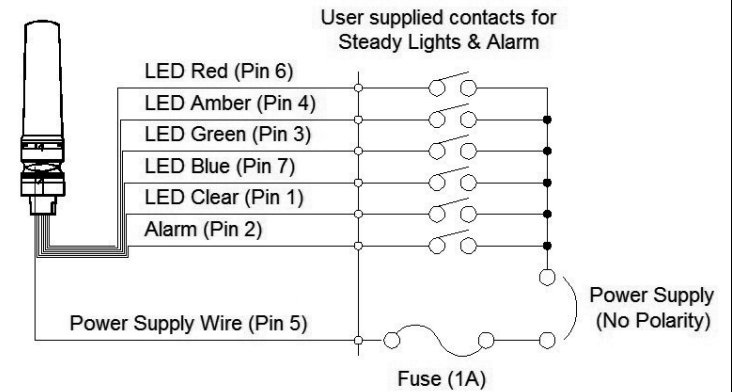 User supplied contacts for
Steady Lights & Alarm
LED Red (Pin 6)
LED Amber (Pin 4)
LED Green (Pin 3)
LED Blue (Pin 7)
LED Clear (Pin 1)
Alarm (Pin 2)
Power Supply
(No Polarity)
Power Supply Wire (Pin 5)
Fuse (1A)